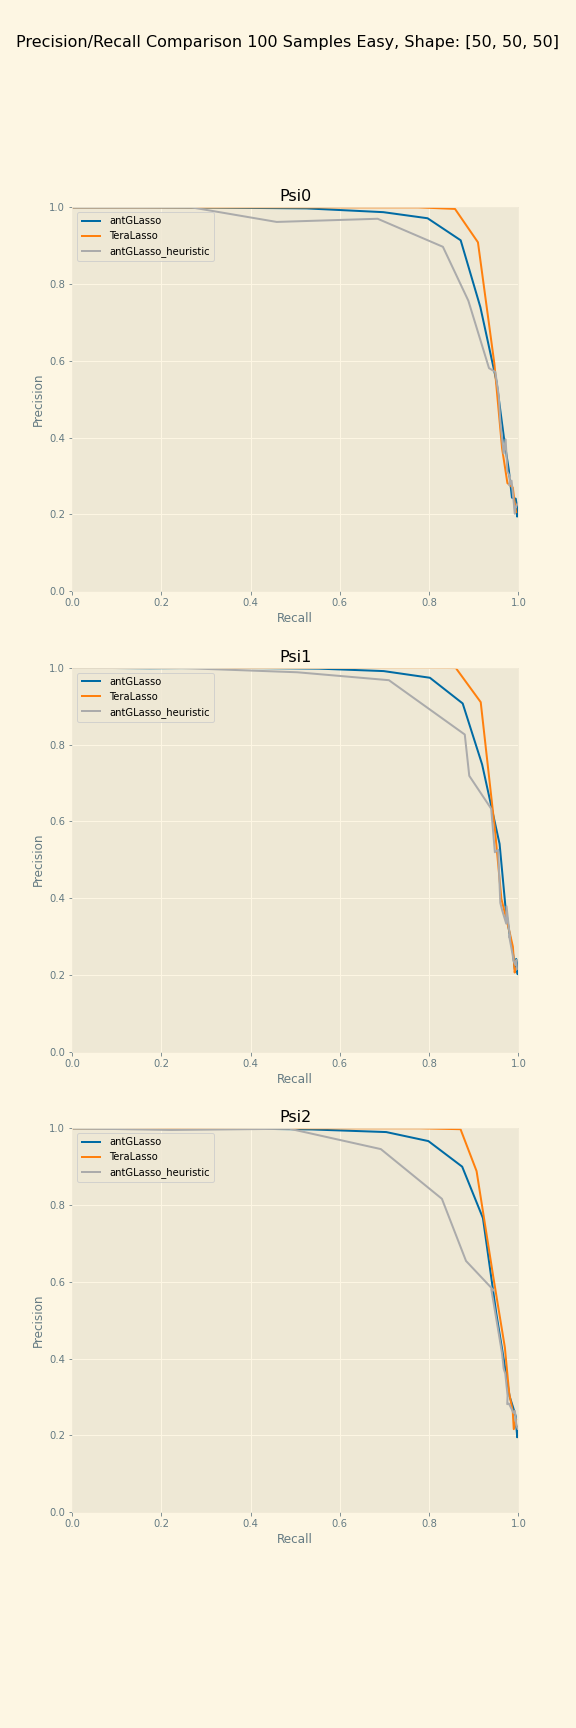 Precision/Recall Comparison 100 Samples Easy, Shape: [50, 50, 50]
Psi0
1.0
0.8
0.6
0.4
0.2
0.0
Precision
antGLasso
TeraLasso
antGLasso_heuristic
0.0 0.2 0.4 0.6 0.8 1.0
Recall
Psi1
1.0
0.8
0.6
0.4
0.2
0.0
Precision
antGLasso
TeraLasso
antGLasso_heuristic
0.0 0.2 0.4 0.6 0.8 1.0
Recall
Psi2
1.0
0.8
0.6
0.4
0.2
0.0
Precision
antGLasso
TeraLasso
antGLasso_heuristic
0.0 0.2 0.4 0.6 0.8 1.0
Recall